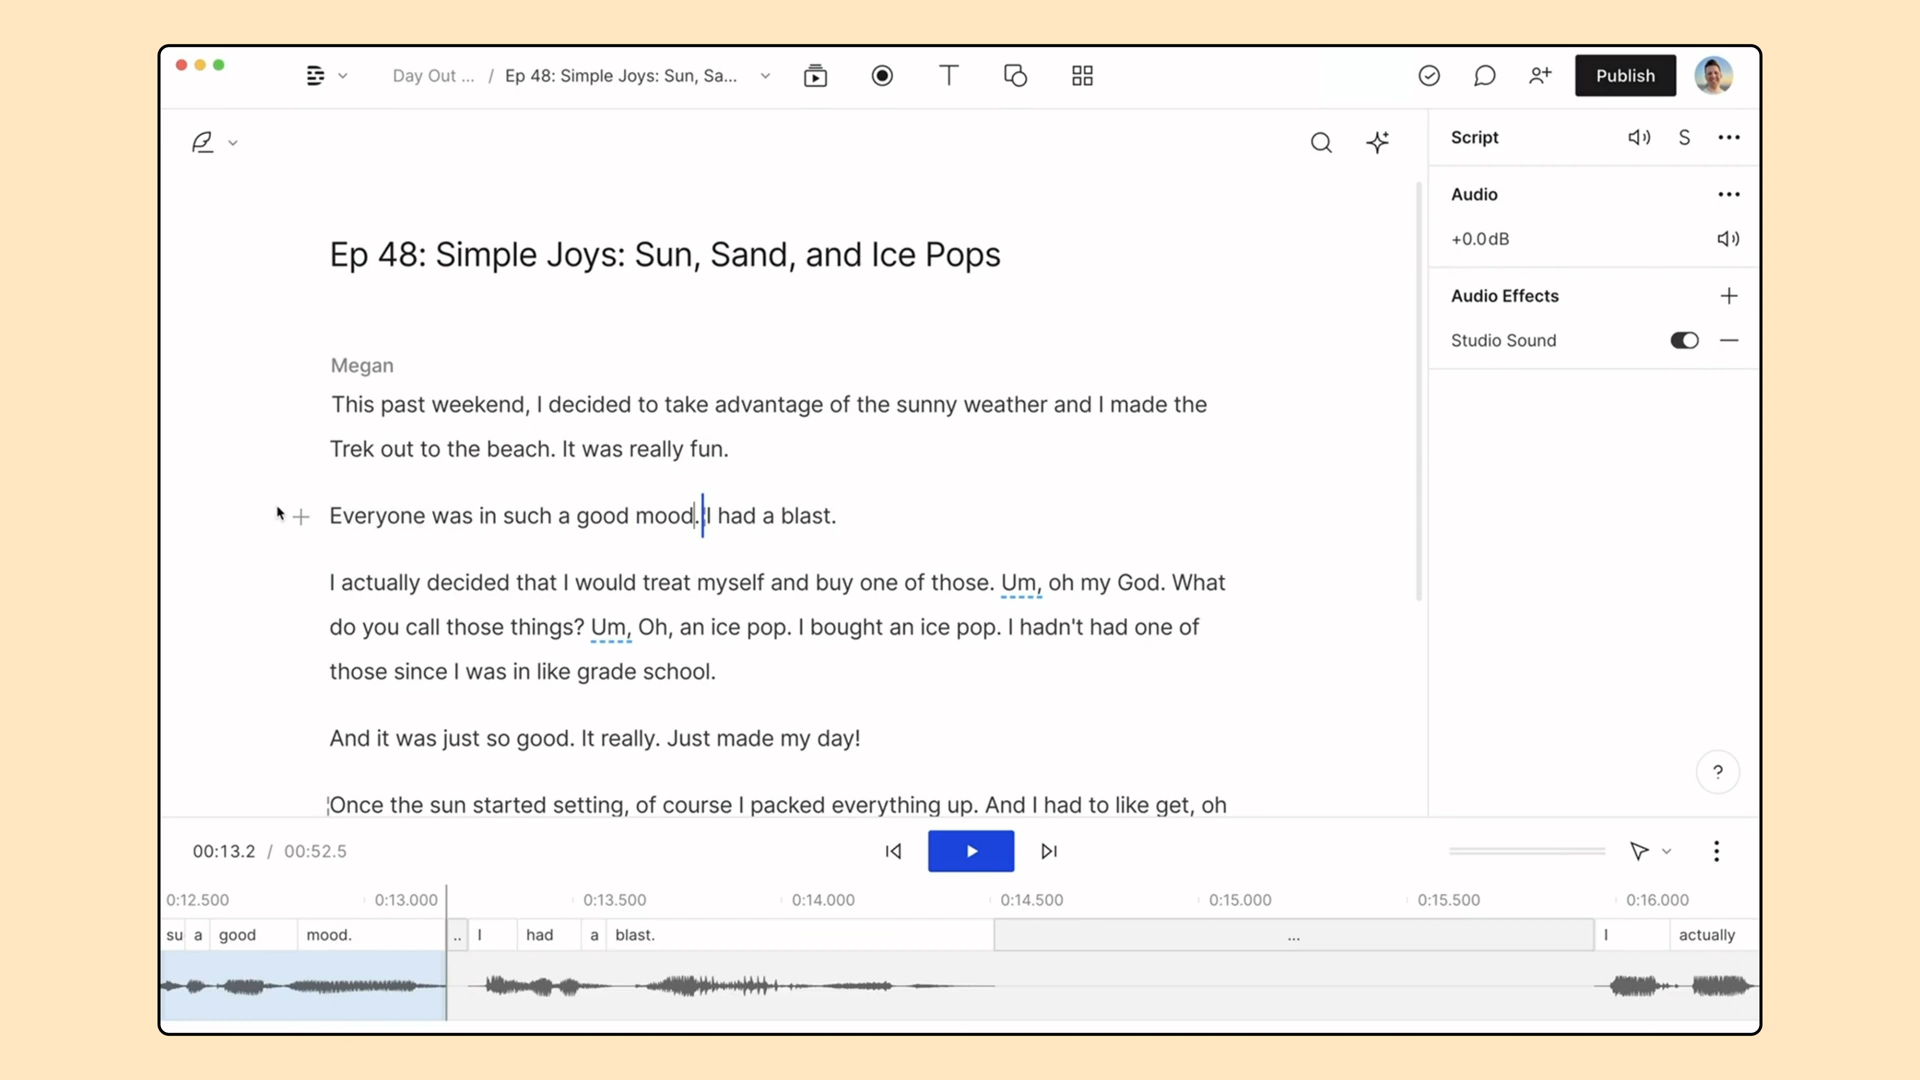 Day Out ... / Ep 48: Simple Joys: Sun, Sa...
Publish
Script
S
Audio
+0.0dB
Audio Effects
Studio Sound
Ep 48: Simple Joys: Sun, Sand, and Ice Pops
Megan
This past weekend, I decided to take advantage of the sunny weather and I made the
Trek out to the beach. It was really fun.
Everyone was in such a good mood. I had a blast.
I actually decided that I would treat myself and buy one of those. Um, oh my God. What
do you call those things? Um, Oh, an ice pop. I bought an ice pop. I hadn't had one of
those since I was in like grade school.
And it was just so good. It really. Just made my day!
Once the sun started setting, of course I packed everything up. And I had to like get, oh
?
00:13.2 / 00:52.5
0:12.500 0:13.000 0:13.500 0:14.000 0:14.500 0:15.000 0:15.500 0:16.000
su a good mood. .. I had a blast. ... I actually